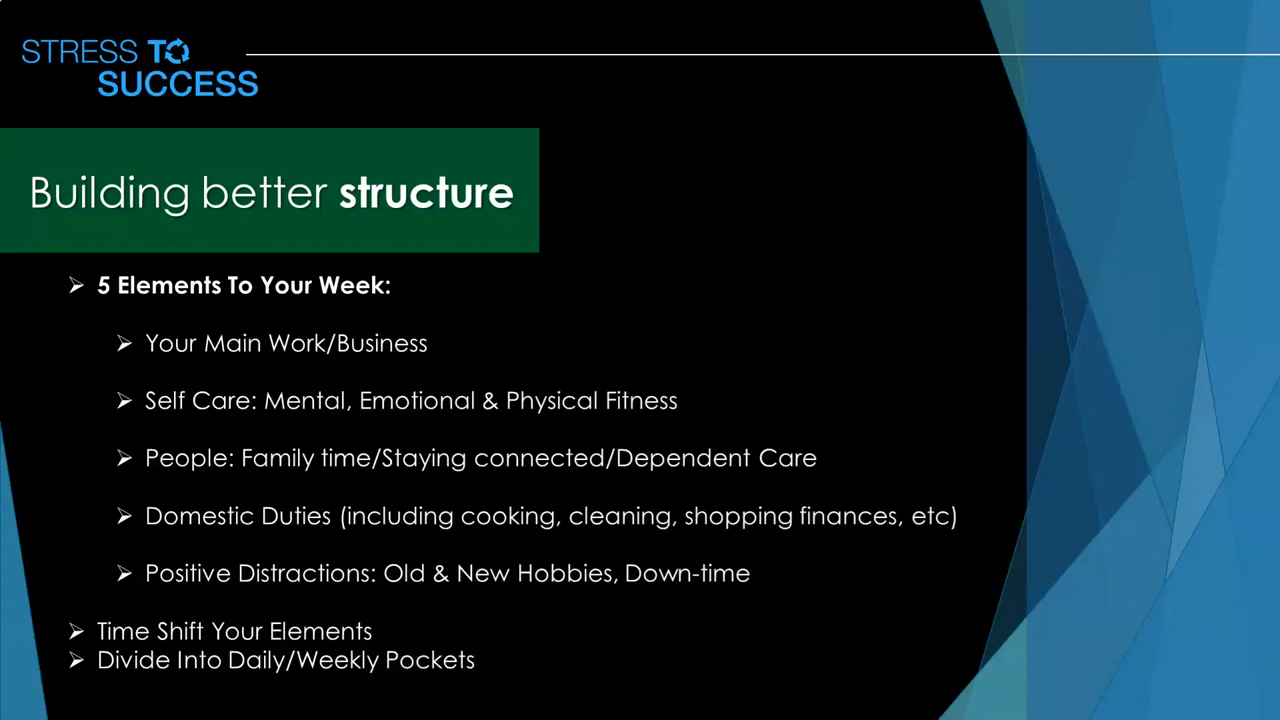 STRESS TO
SUCCESS
Building better structure
5 Elements To Your Week:
Your Main Work/Business
Self Care: Mental, Emotional & Physical Fitness
People: Family time/Staying connected/Dependent Care
Domestic Duties (including cooking, cleaning, shopping finances, etc)
Positive Distractions: Old & New Hobbies, Down-time
Time Shift Your Elements
Divide Into Daily/Weekly Pockets